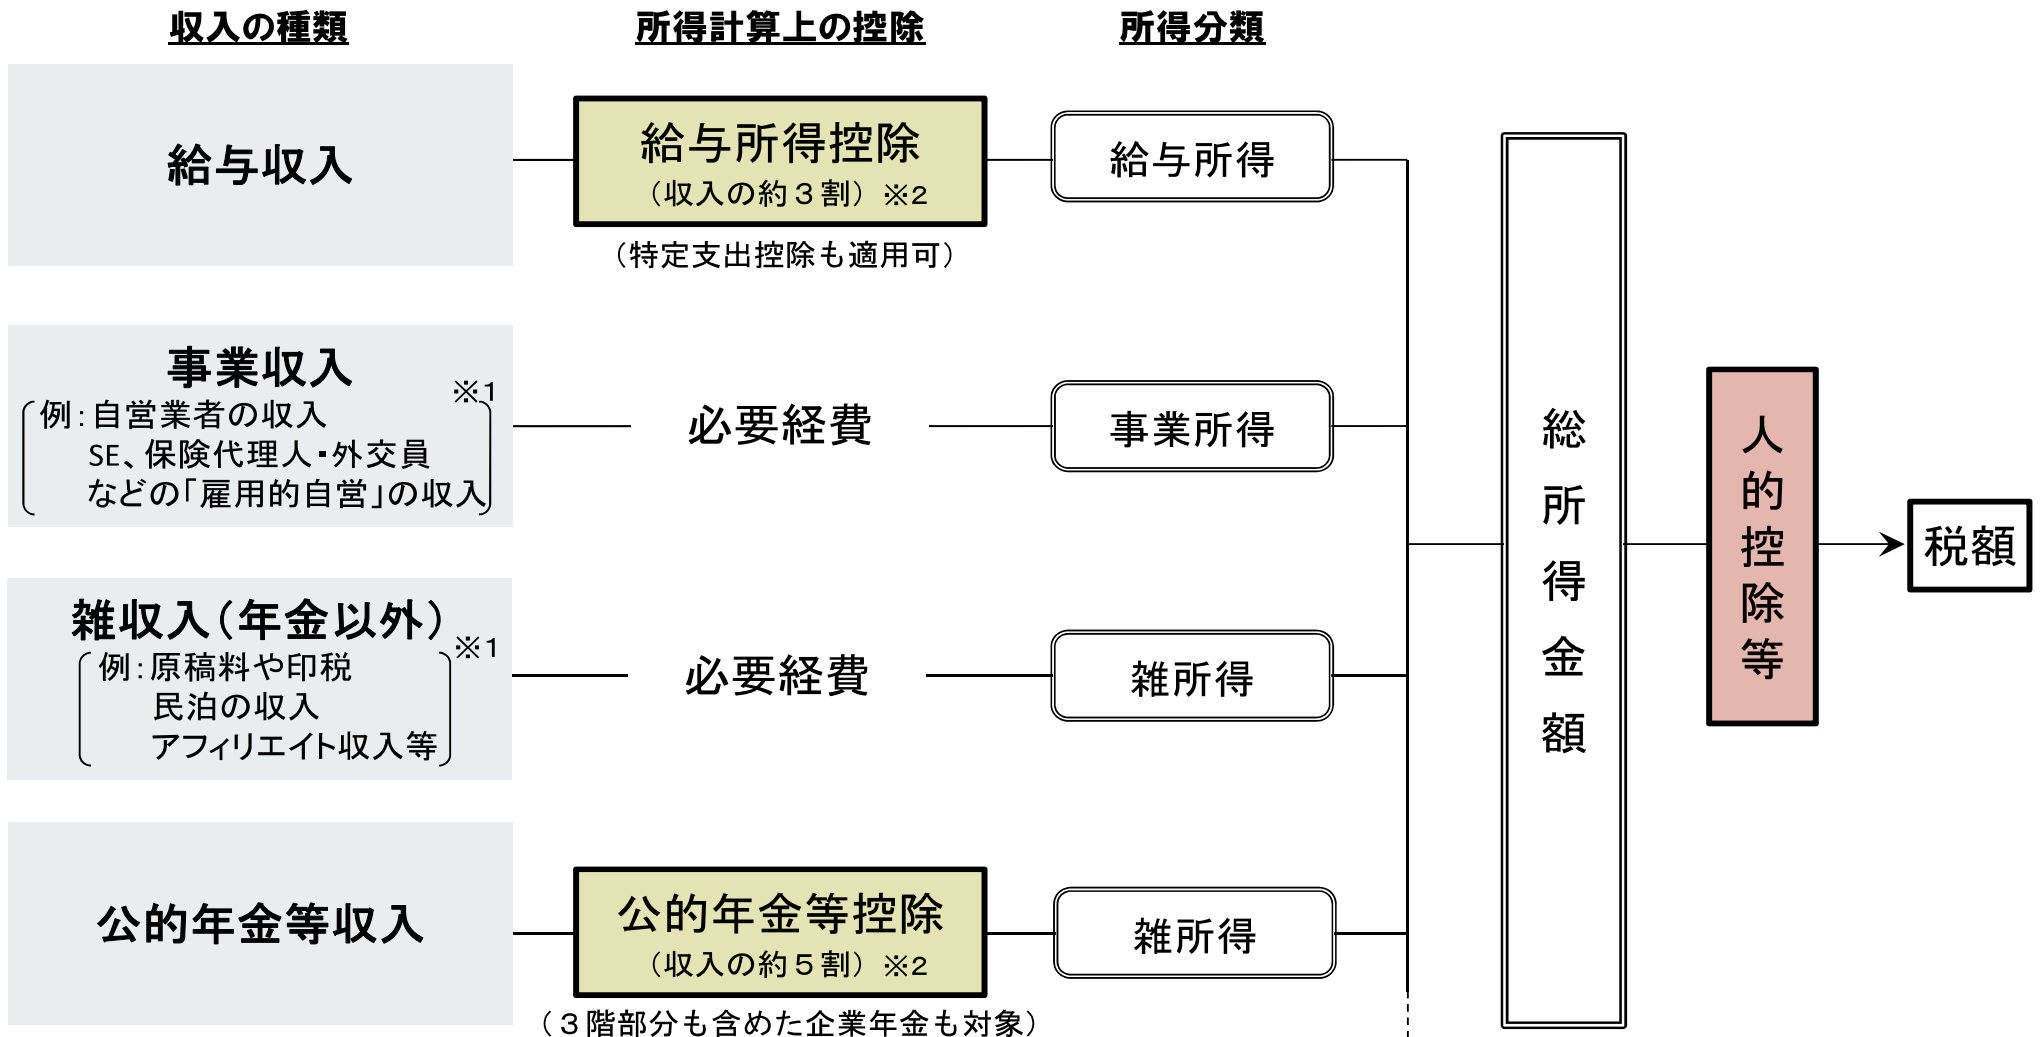 収入の種類
所得計算上の控除
所得分類
給与収入
給与所得控除
（収入の約３割）※2
（特定支出控除も適用可）
給与所得
事業収入
※1
例：自営業者の収入
SE、保険代理人・外交員
などの「雇用的自営」の収入
必要経費
事業所得
雑収入（年金以外）
※1
例：原稿料や印税
民泊の収入
アフィリエイト収入等
必要経費
雑所得
公的年金等収入
公的年金等控除
（収入の約５割）※2
（３階部分も含めた企業年金も対象）
雑所得
総所得金額
人的控除等
税額